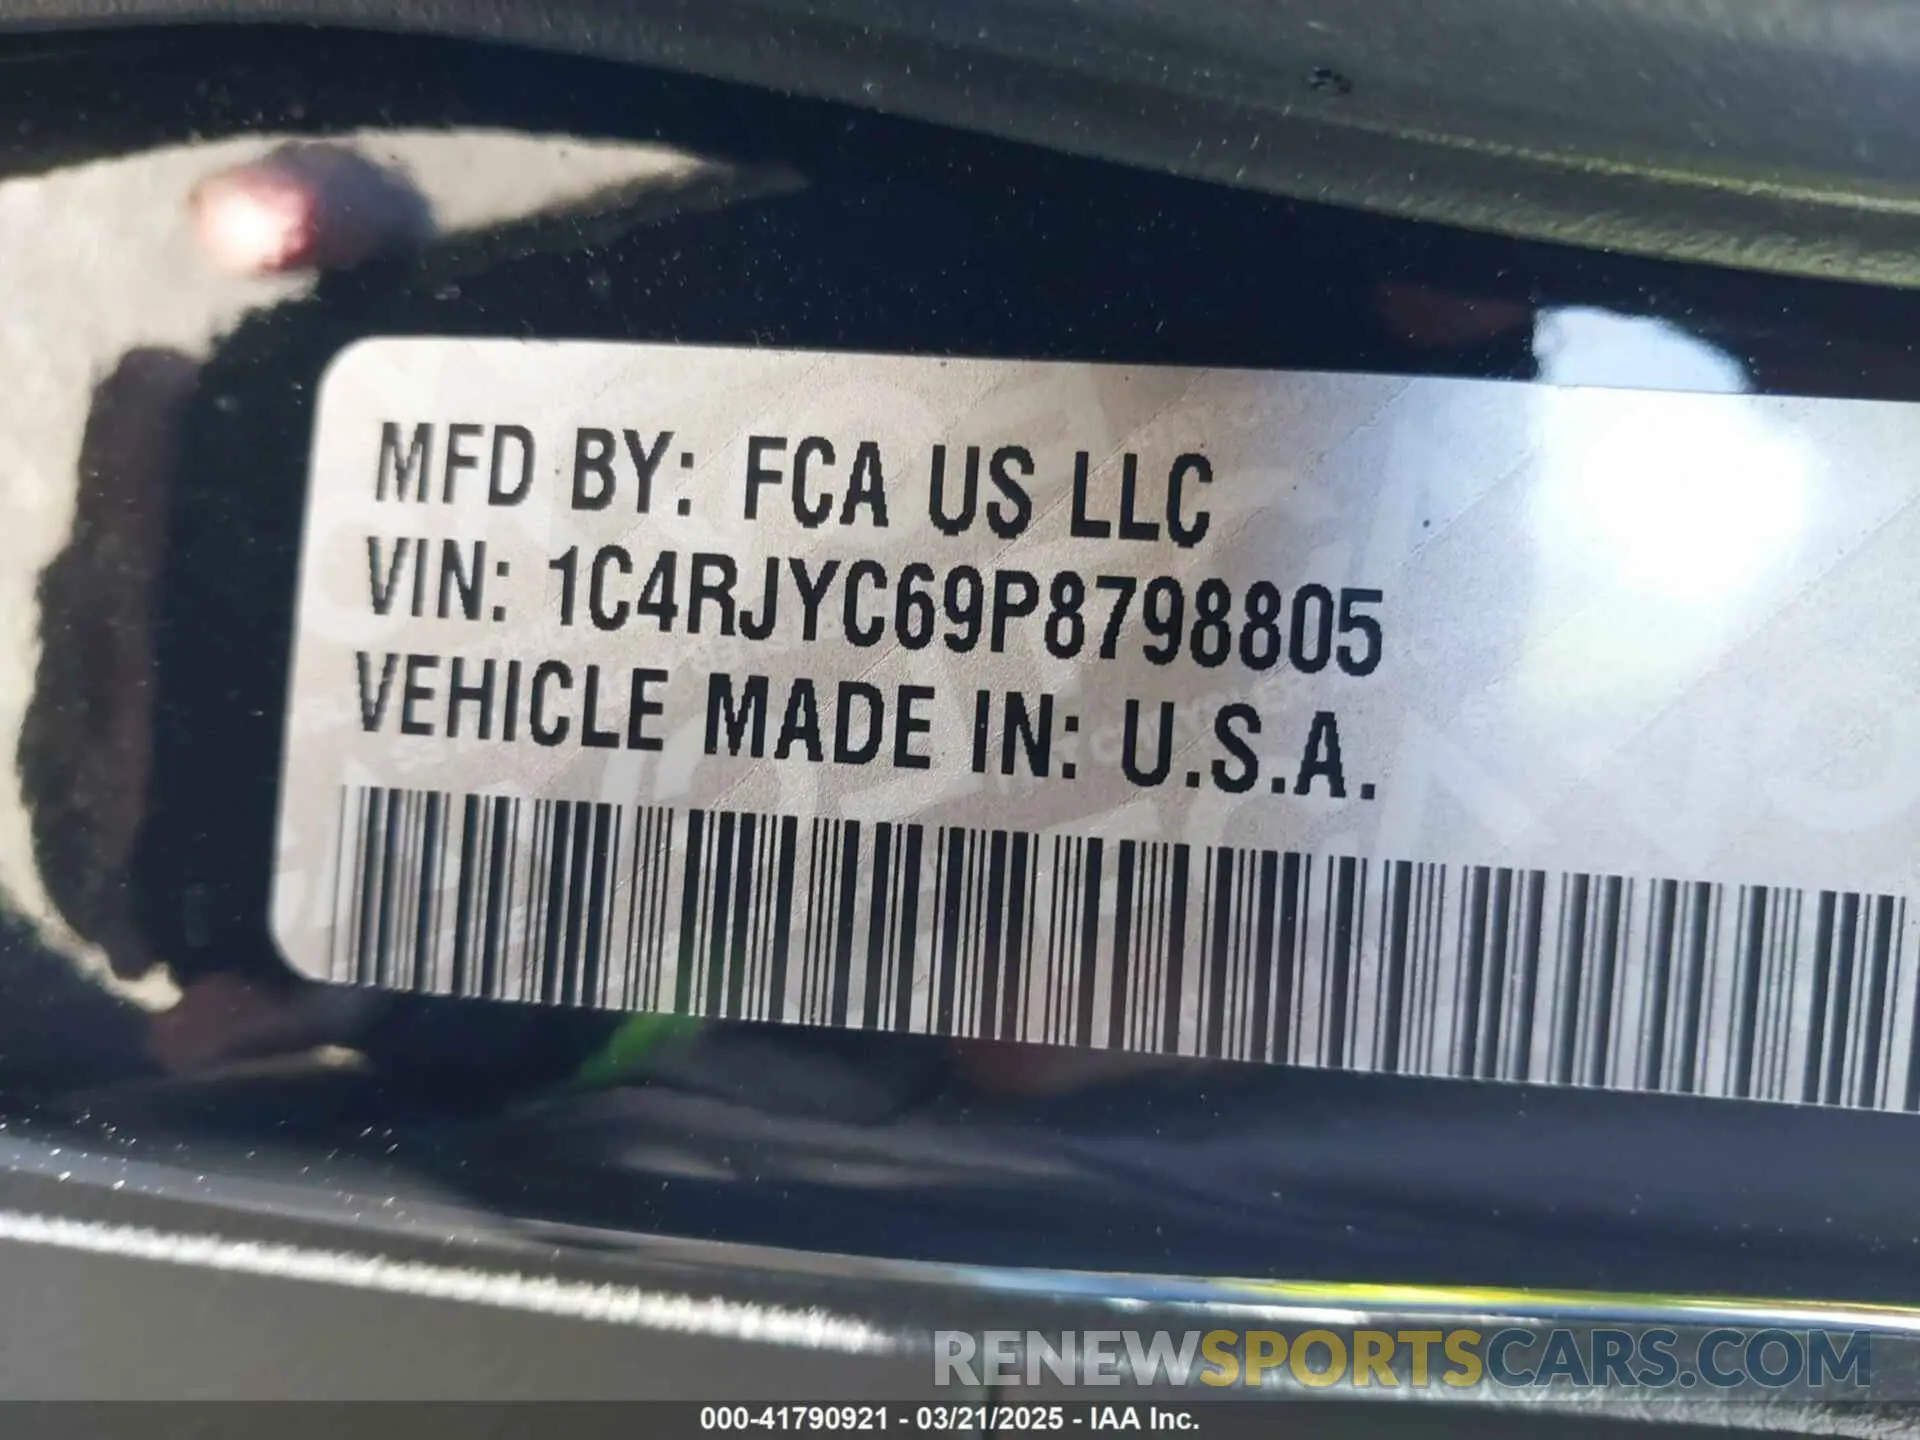 MFD BY: FCA US LLC
VIN: 1C4RJYC69P8798805
VEHICLE MADE IN: U.S.A.
RENEWSPORTSCARS.COM
000-41790921 - 03/21/2025 - IAA Inc.